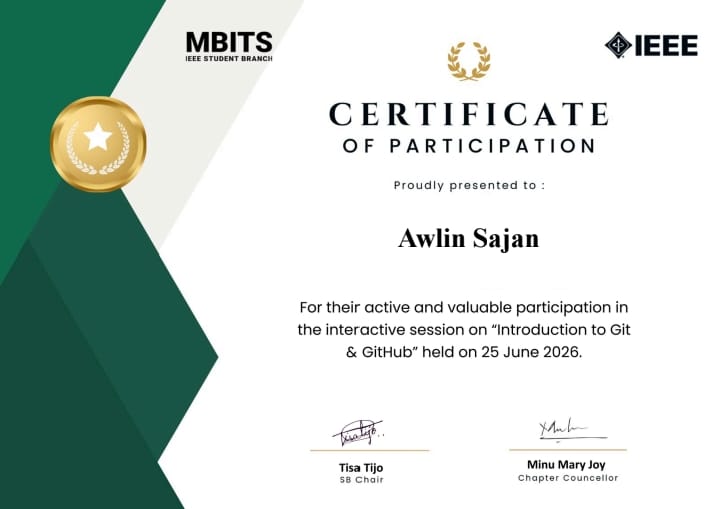 MBITS
IEEE STUDENT BRANCH
IEEE
CERTIFICATE
OF PARTICIPATION
Proudly presented to :
Awlin Sajan
For their active and valuable participation in
the interactive session on “Introduction to Git
& GitHub” held on 25 June 2026.
Tisa Tijo
SB Chair
Minu Mary Joy
Chapter Councellor